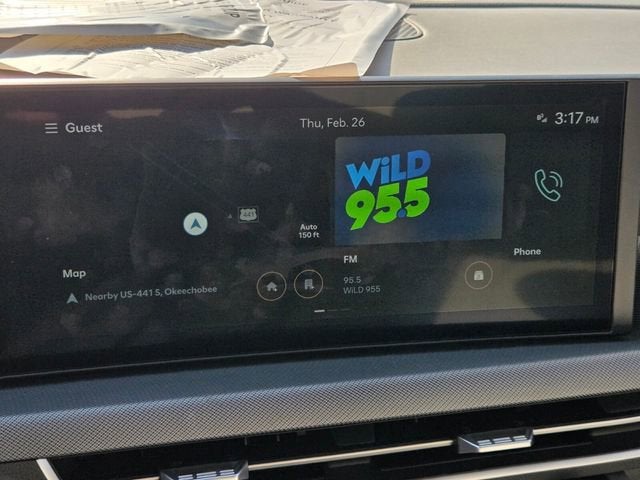 Guest
Thu, Feb. 26
3:17 PM
WiLD
95.5
441
Auto
150 ft
Map
Nearby US-441 S, Okeechobee
FM
95.5
WiLD 955
Phone